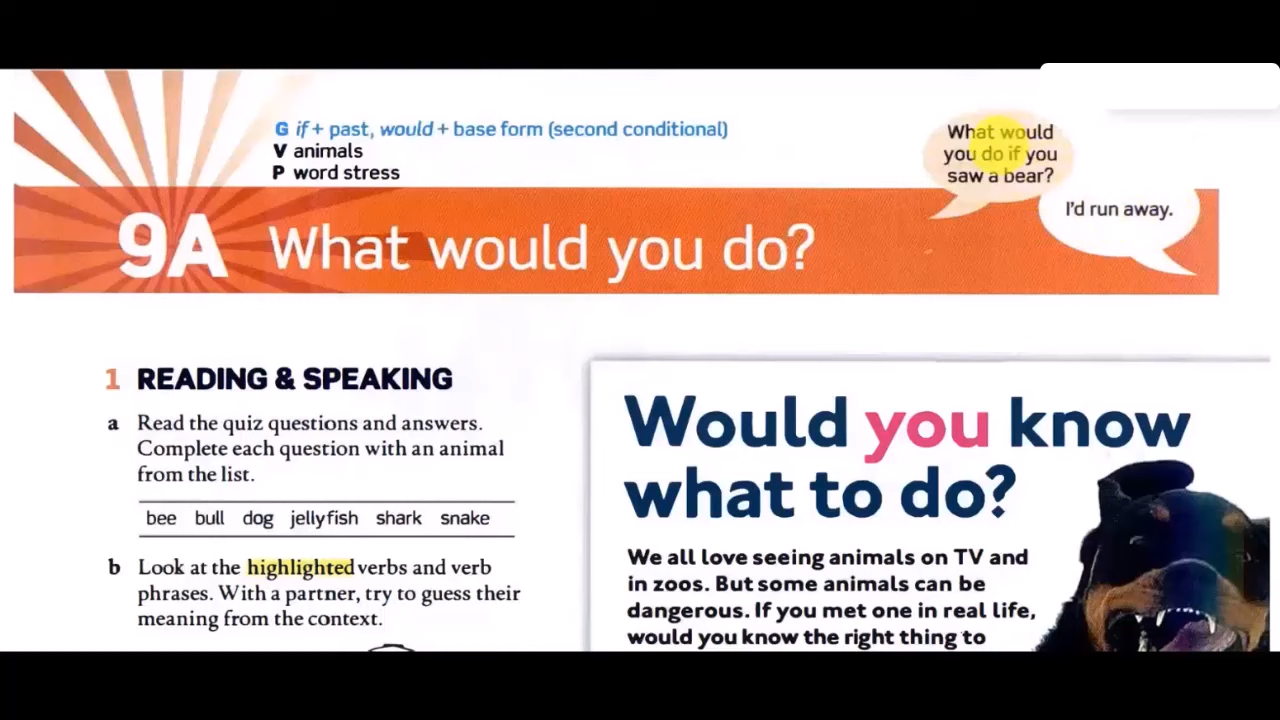 G if + past, would + base form (second conditional)
V animals
P word stress
What would
you do if you
saw a bear?
I'd run away.
9A What would you do?
1 READING & SPEAKING
a Read the quiz questions and answers.
Complete each question with an animal
from the list.
bee bull dog jellyfish shark snake
b Look at the highlighted verbs and verb
phrases. With a partner, try to guess their
meaning from the context.
Would you know
what to do?
We all love seeing animals on TV and
in zoos. But some animals can be
dangerous. If you met one in real life,
would you know the right thing to